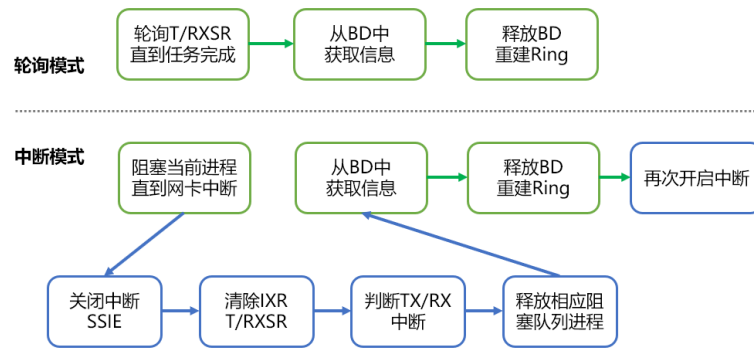 轮询模式
轮询T/RXSR
直到任务完成
从BD中
获取信息
释放BD
重建Ring
中断模式
阻塞当前进程
直到网卡中断
从BD中
获取信息
释放BD
重建Ring
再次开启中断
关闭中断
SSIE
清除IXR
T/RXSR
判断TX/RX
中断
释放相应阻
塞队列进程